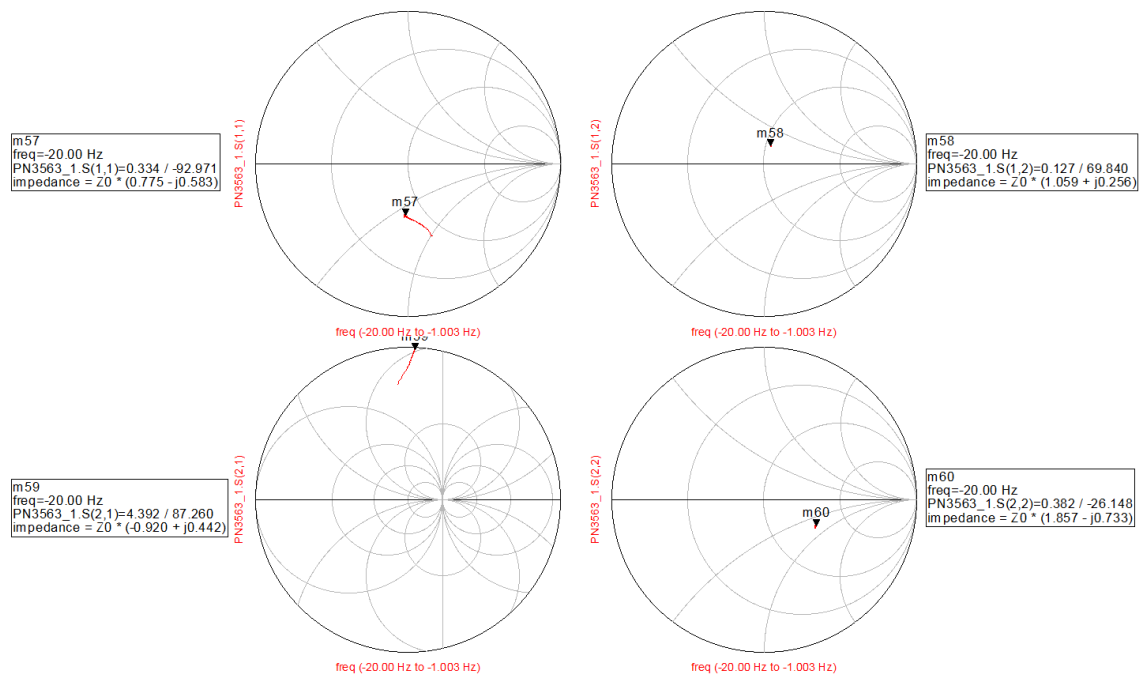 m57
freq=-20.00 Hz
PN3563_1.S(1,1)=0.334 / -92.971
impedance = Z0 * (0.775 - j0.583)
PN3563_1.S(1,1)
m57
freq (-20.00 Hz to -1.003 Hz)
PN3563_1.S(1,2)
m58
freq (-20.00 Hz to -1.003 Hz)
m58
freq=-20.00 Hz
PN3563_1.S(1,2)=0.127 / 69.840
impedance = Z0 * (1.059 + j0.256)
m59
freq=-20.00 Hz
PN3563_1.S(2,1)=4.392 / 87.260
impedance = Z0 * (-0.920 + j0.442)
PN3563_1.S(2,1)
m59
freq (-20.00 Hz to -1.003 Hz)
PN3563_1.S(2,2)
m60
freq (-20.00 Hz to -1.003 Hz)
m60
freq=-20.00 Hz
PN3563_1.S(2,2)=0.382 / -26.148
impedance = Z0 * (1.857 - j0.733)